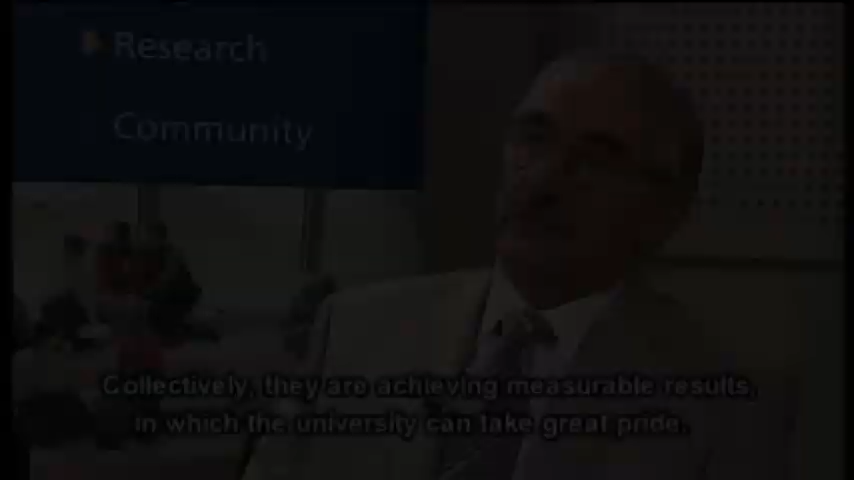 Research
Community
Collectively, they are achieving measurable results,
in which the university can take great pride.